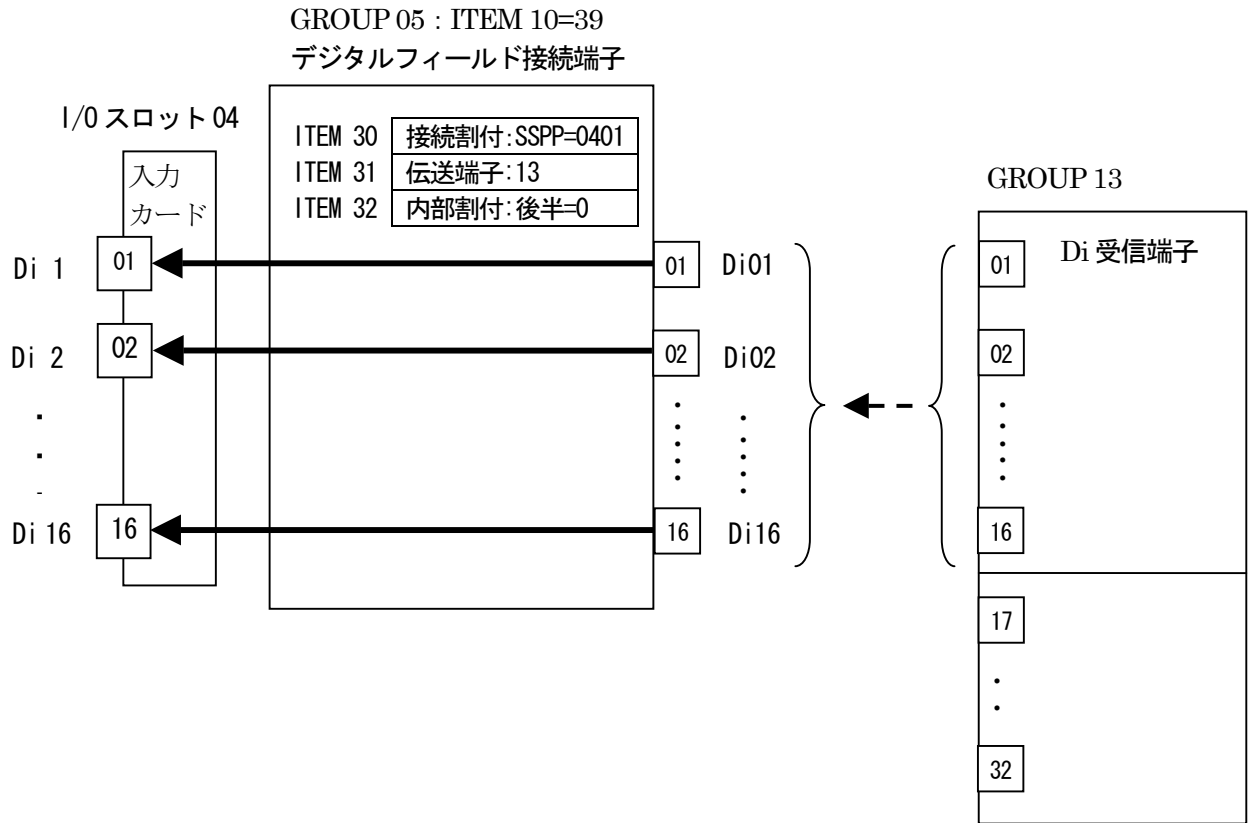 GROUP 05 : ITEM 10=39
デジタルフィールド接続端子
I/O スロット 04
入力
カード
ITEM 30 接続割付:SSPP=0401
ITEM 31 伝送端子:13
ITEM 32 内部割付:後半=0
GROUP 13
Di 受信端子
Di 1 01 01 Di01 01
Di 2 02 02 Di02 02
Di 16 16 16 Di16 16
17
32